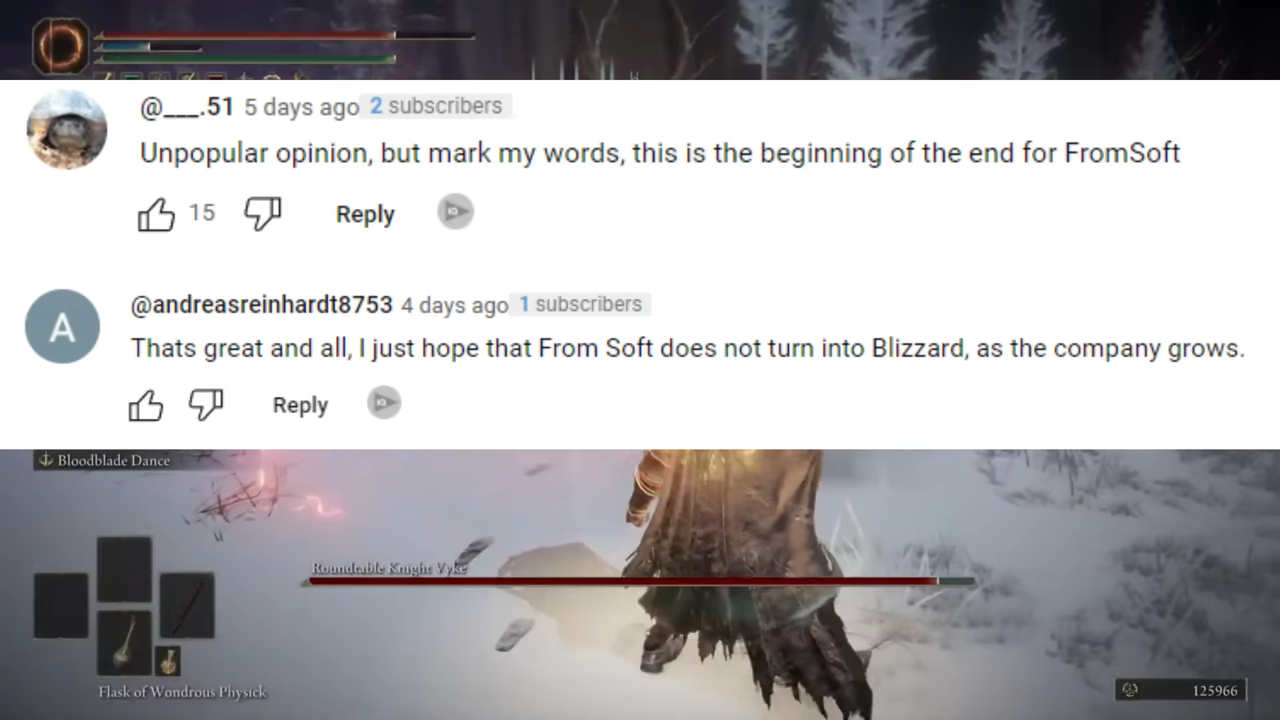 @___.51 5 days ago 2 subscribers
Unpopular opinion, but mark my words, this is the beginning of the end for FromSoft
15 Reply
@andreasreinhardt8753 4 days ago 1 subscribers
A
Thats great and all, I just hope that From Soft does not turn into Blizzard, as the company grows.
Reply
Bloodblade Dance
Roundtable Knight Vyke
Flask of Wondrous Physick
125966